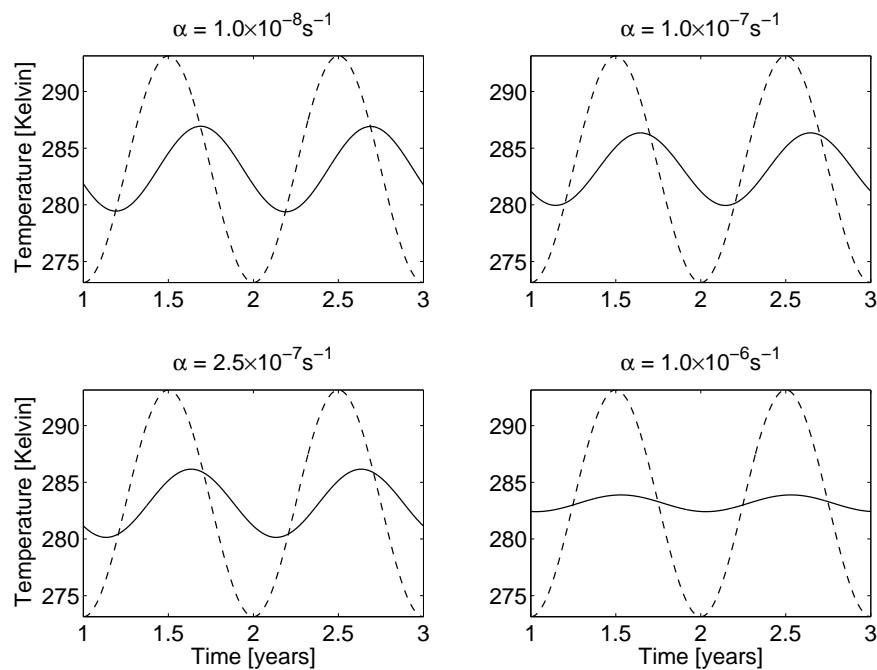 α = 1.0×10⁻⁸s⁻¹
Temperature [Kelvin]
290
285
280
275
1 1.5 2 2.5 3
α = 1.0×10⁻⁷s⁻¹
290
285
280
275
1 1.5 2 2.5 3
α = 2.5×10⁻⁷s⁻¹
Temperature [Kelvin]
290
285
280
275
1 1.5 2 2.5 3
Time [years]
α = 1.0×10⁻⁶s⁻¹
290
285
280
275
1 1.5 2 2.5 3
Time [years]